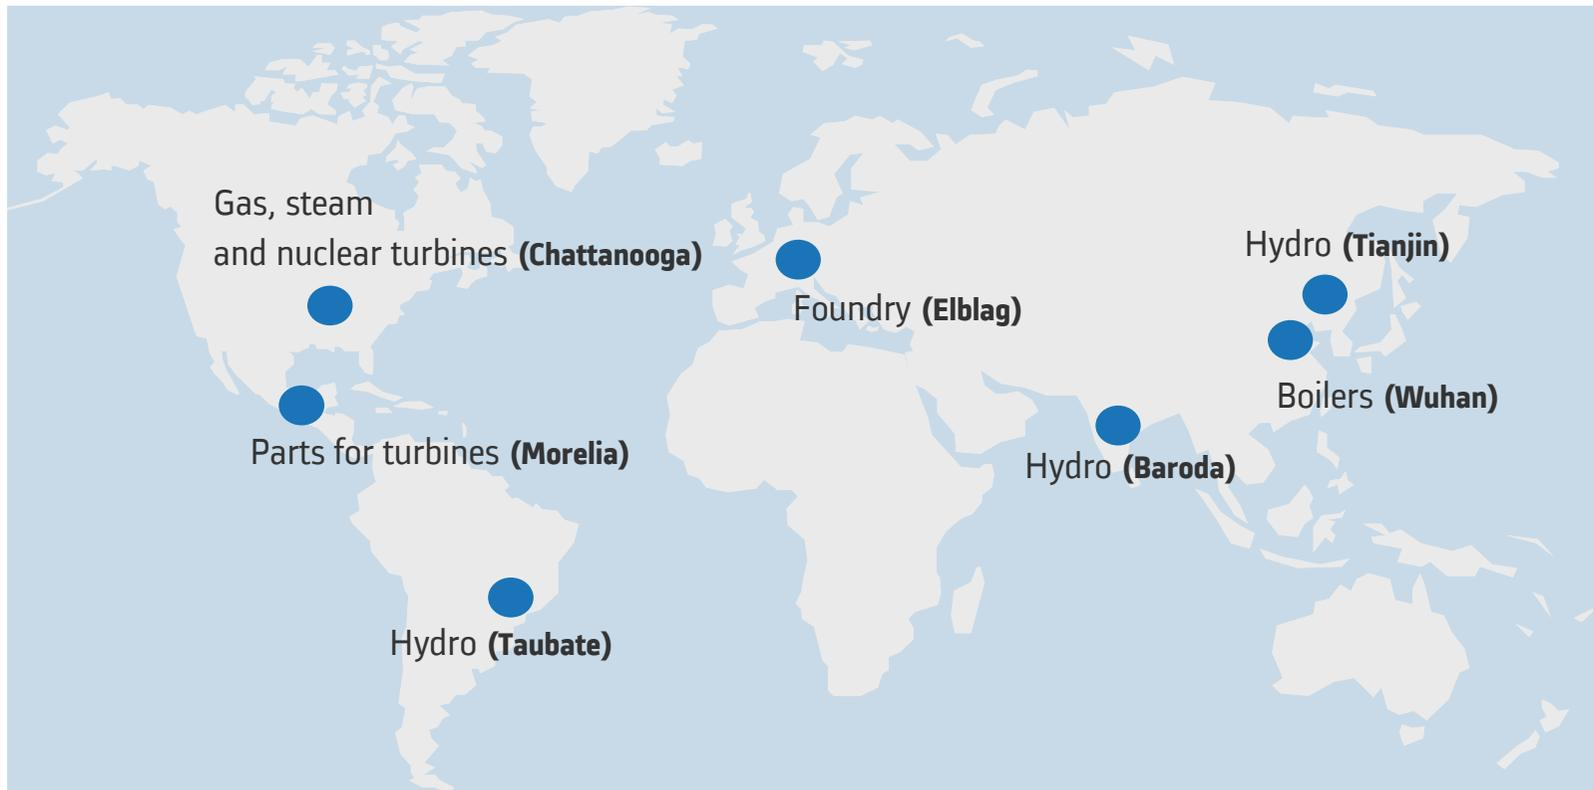 Gas, steam
and nuclear turbines (Chattanooga)
Hydro (Tianjin)
Foundry (Elblag)
Boilers (Wuhan)
Parts for turbines (Morelia)
Hydro (Baroda)
Hydro (Taubate)